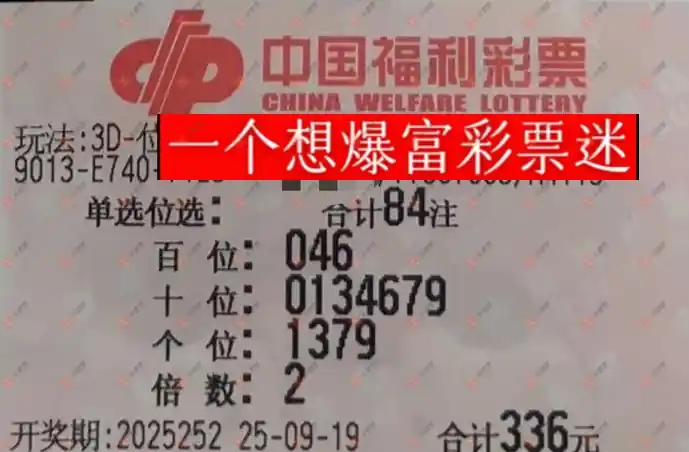 中国福利彩票
CHINA WELFARE LOTTERY
玩法:3D-
一个想爆富彩票迷
9013-E740-
单选位选: 合计84注
百位: 046
十位: 0134679
个位: 1379
倍数: 2
开奖期:2025252 25-09-19 合计336元